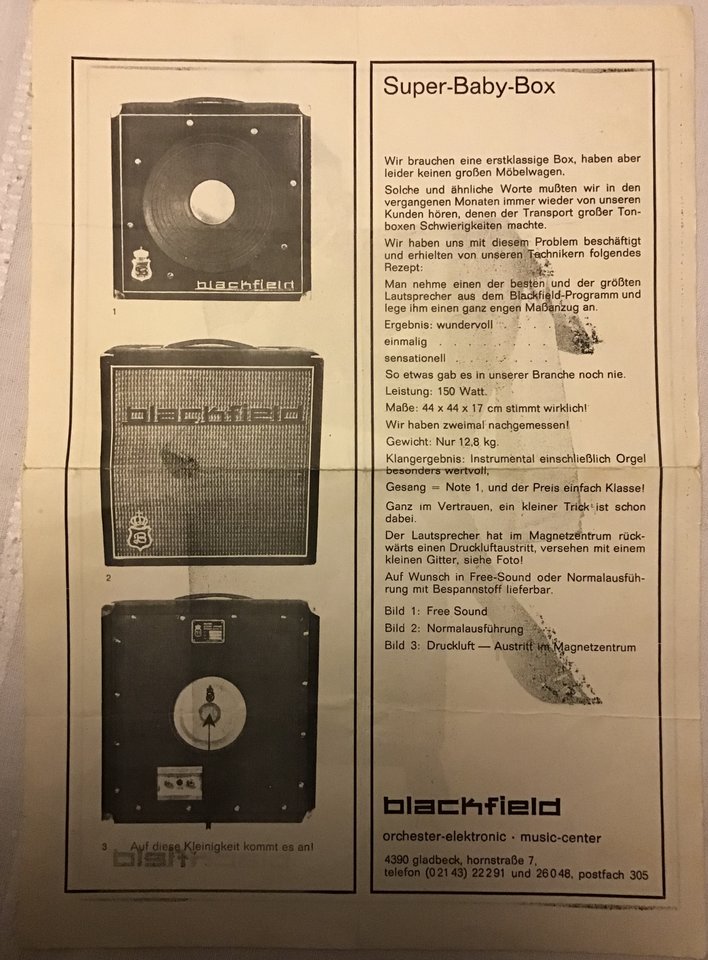 blackfield
1
blackfield
2
3 Auf diese Kleinigkeit kommt es an!
Super-Baby-Box
Wir brauchen eine erstklassige Box, haben aber
leider keinen großen Möbelwagen.
Solche und ähnliche Worte mußten wir in den
vergangenen Monaten immer wieder von unseren
Kunden hören, denen der Transport großer Ton-
boxen Schwierigkeiten machte.
Wir haben uns mit diesem Problem beschäftigt
und erhielten von unseren Technikern folgendes
Rezept:
Man nehme einen der besten und der größten
Lautsprecher aus dem Blackfield-Programm und
lege ihm einen ganz engen Maßanzug an.
Ergebnis: wundervoll
einmalig . . . . . . . .
sensationell . . . . . . .
So etwas gab es in unserer Branche noch nie.
Leistung: 150 Watt.
Maße: 44 x 44 x 17 cm stimmt wirklich!
Wir haben zweimal nachgemessen!
Gewicht: Nur 12,8 kg.
Klangergebnis: Instrumental einschließlich Orgel
besonders wertvoll,
Gesang = Note 1, und der Preis einfach Klasse!
Ganz im Vertrauen, ein kleiner Trick ist schon
dabei.
Der Lautsprecher hat im Magnetzentrum rück-
wärts einen Druckluftaustritt, versehen mit einem
kleinen Gitter, siehe Foto!
Auf Wunsch in Free-Sound oder Normalausfüh-
rung mit Bespannstoff lieferbar.
Bild 1: Free Sound
Bild 2: Normalausführung
Bild 3: Druckluft — Austritt im Magnetzentrum
blackfield
orchester-elektronic · music-center
4390 gladbeck, hornstraße 7,
telefon (0 21 43) 2 22 91 und 2 60 48, postfach 305